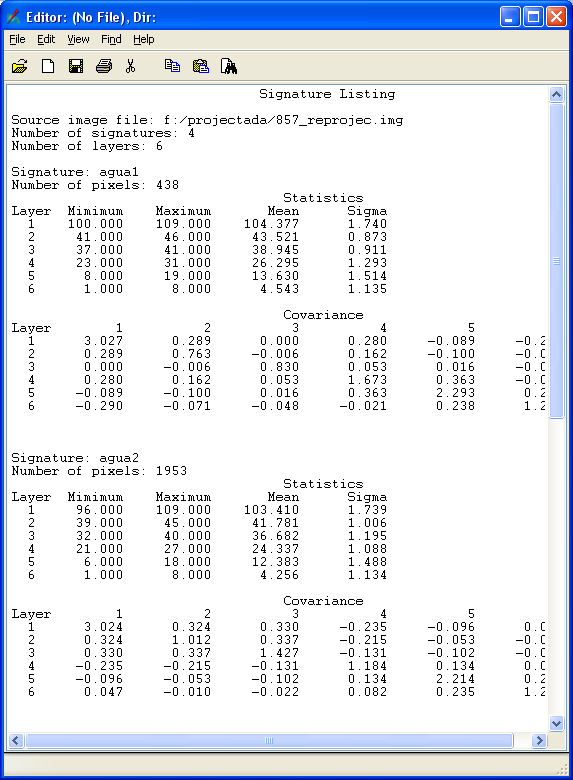 Editor: (No File), Dir:
File Edit View Find Help
Signature Listing
Source image file: f:/projectada/857_reprojec.img
Number of signatures: 4
Number of layers: 6
Signature: agua1
Number of pixels: 438
Statistics
Layer Mimimum Maximum Mean Sigma
1 100.000 109.000 104.377 1.740
2 41.000 46.000 43.521 0.873
3 37.000 41.000 38.945 0.911
4 23.000 31.000 26.295 1.293
5 8.000 19.000 13.630 1.514
6 1.000 8.000 4.543 1.135
Covariance
Layer 1 2 3 4 5
1 3.027 0.289 0.000 0.280 -0.089 -0.2
2 0.289 0.763 -0.006 0.162 -0.100 -0.0
3 0.000 -0.006 0.830 0.053 0.016 -0.0
4 0.280 0.162 0.053 1.673 0.363 -0.0
5 -0.089 -0.100 0.016 0.363 2.293 0.2
6 -0.290 -0.071 -0.048 -0.021 0.238 1.2
Signature: agua2
Number of pixels: 1953
Statistics
Layer Mimimum Maximum Mean Sigma
1 96.000 109.000 103.410 1.739
2 39.000 45.000 41.781 1.006
3 32.000 40.000 36.682 1.195
4 21.000 27.000 24.337 1.088
5 6.000 18.000 12.383 1.488
6 1.000 8.000 4.256 1.134
Covariance
Layer 1 2 3 4 5
1 3.024 0.324 0.330 -0.235 -0.096 0.0
2 0.324 1.012 0.337 -0.215 -0.053 -0.0
3 0.330 0.337 1.427 -0.131 -0.102 -0.0
4 -0.235 -0.215 -0.131 1.184 0.134 0.0
5 -0.096 -0.053 -0.102 0.134 2.214 0.2
6 0.047 -0.010 -0.022 0.082 0.235 1.2